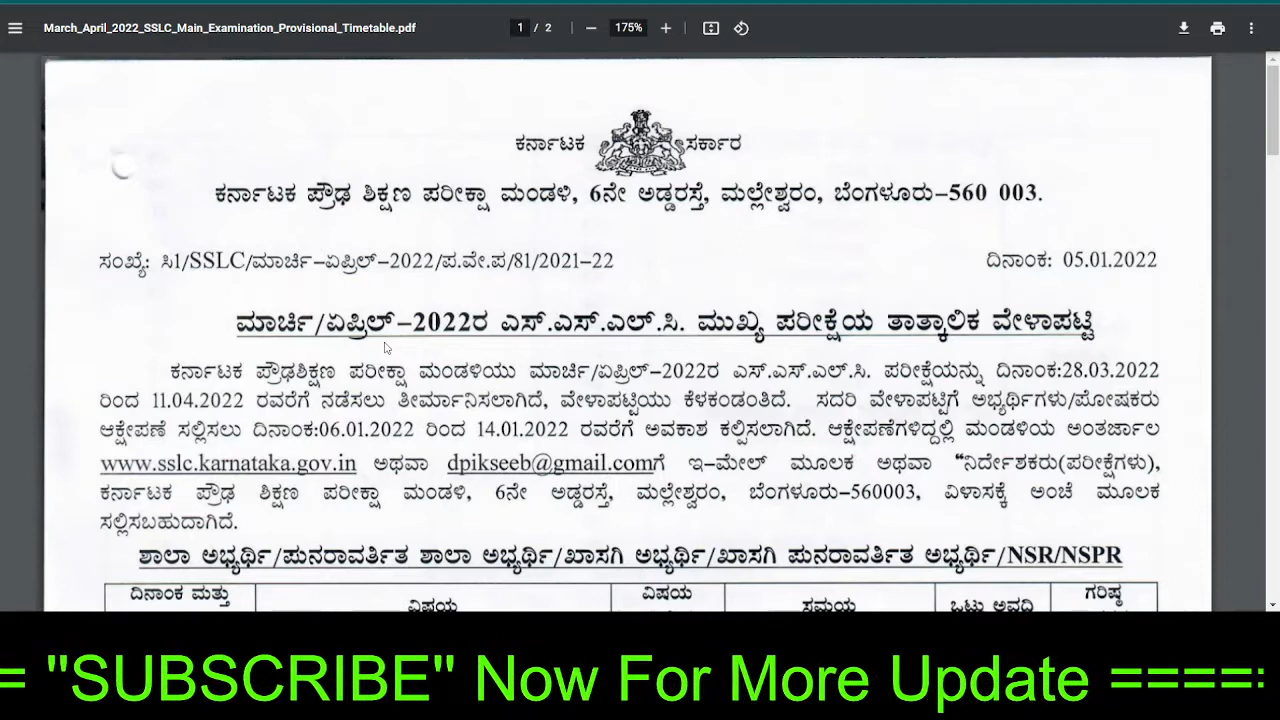 March_April_2022_SSLC_Main_Examination_Provisional_Timetable.pdf
1 / 2
175%
ಕರ್ನಾಟಕ ಸರ್ಕಾರ
ಕರ್ನಾಟಕ ಪ್ರೌಢ ಶಿಕ್ಷಣ ಪರೀಕ್ಷಾ ಮಂಡಳಿ, 6ನೇ ಅಡ್ಡರಸ್ತೆ, ಮಲ್ಲೇಶ್ವರಂ, ಬೆಂಗಳೂರು-560 003.
ಸಂಖ್ಯೆ: ಸಿ1/SSLC/ಮಾರ್ಚಿ-ಏಪ್ರಿಲ್-2022/ಪ.ವೇ.ಪ/81/2021-22 ದಿನಾಂಕ: 05.01.2022
ಮಾರ್ಚಿ/ಏಪ್ರಿಲ್-2022ರ ಎಸ್.ಎಸ್.ಎಲ್.ಸಿ. ಮುಖ್ಯ ಪರೀಕ್ಷೆಯ ತಾತ್ಕಾಲಿಕ ವೇಳಾಪಟ್ಟಿ
ಕರ್ನಾಟಕ ಪ್ರೌಢಶಿಕ್ಷಣ ಪರೀಕ್ಷಾ ಮಂಡಳಿಯು ಮಾರ್ಚಿ/ಏಪ್ರಿಲ್-2022ರ ಎಸ್.ಎಸ್.ಎಲ್.ಸಿ. ಪರೀಕ್ಷೆಯನ್ನು ದಿನಾಂಕ:28.03.2022
ರಿಂದ 11.04.2022 ರವರೆಗೆ ನಡೆಸಲು ತೀರ್ಮಾನಿಸಲಾಗಿದೆ, ವೇಳಾಪಟ್ಟಿಯು ಕೆಳಕಂಡಂತಿದೆ. ಸದರಿ ವೇಳಾಪಟ್ಟಿಗೆ ಅಭ್ಯರ್ಥಿಗಳು/ಪೋಷಕರು
ಆಕ್ಷೇಪಣೆ ಸಲ್ಲಿಸಲು ದಿನಾಂಕ:06.01.2022 ರಿಂದ 14.01.2022 ರವರೆಗೆ ಅವಕಾಶ ಕಲ್ಪಿಸಲಾಗಿದೆ. ಆಕ್ಷೇಪಣೆಗಳಿದ್ದಲ್ಲಿ ಮಂಡಳಿಯ ಅಂತರ್ಜಾಲ
www.sslc.karnataka.gov.in ಅಥವಾ dpikseeb@gmail.comಗೆ ಇ-ಮೇಲ್ ಮೂಲಕ ಅಥವಾ "ನಿರ್ದೇಶಕರು(ಪರೀಕ್ಷೆಗಳು),
ಕರ್ನಾಟಕ ಪ್ರೌಢ ಶಿಕ್ಷಣ ಪರೀಕ್ಷಾ ಮಂಡಳಿ, 6ನೇ ಅಡ್ಡರಸ್ತೆ, ಮಲ್ಲೇಶ್ವರಂ, ಬೆಂಗಳೂರು-560003, ವಿಳಾಸಕ್ಕೆ ಅಂಚೆ ಮೂಲಕ
ಸಲ್ಲಿಸಬಹುದಾಗಿದೆ.
ಶಾಲಾ ಅಭ್ಯರ್ಥಿ/ಪುನರಾವರ್ತಿತ ಶಾಲಾ ಅಭ್ಯರ್ಥಿ/ಖಾಸಗಿ ಅಭ್ಯರ್ಥಿ/ಖಾಸಗಿ ಪುನರಾವರ್ತಿತ ಅಭ್ಯರ್ಥಿ/NSR/NSPR
ದಿನಾಂಕ ಮತ್ತು ವಿಷಯ ವಿಷಯ ಸಮಯ ಒಟ್ಟು ಅವಧಿ ಗರಿಷ್ಠ
= "SUBSCRIBE" Now For More Update ====